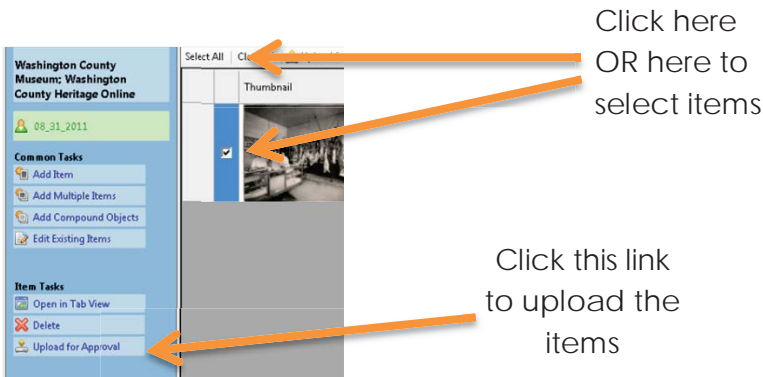 Click here
OR here to
select items
Washington County
Museum; Washington
County Heritage Online
08_31_2011
Common Tasks
Add Item
Add Multiple Items
Add Compound Objects
Edit Existing Items
Item Tasks
Open in Tab View
Delete
Upload for Approval
Select All
Thumbnail
Click this link
to upload the
items